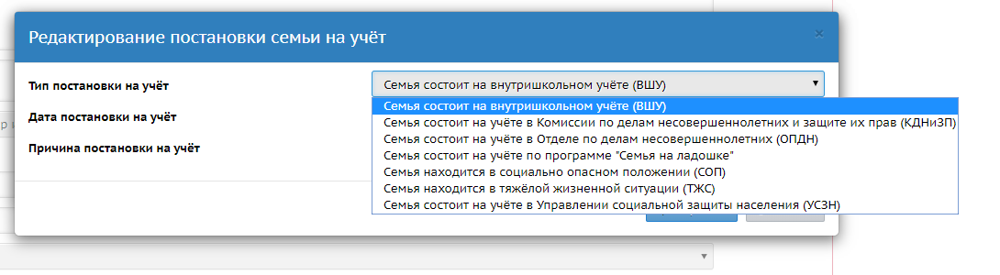 Редактирование постановки семьи на учёт
×
Тип постановки на учёт
Семья состоит на внутришкольном учёте (ВШУ)
Семья состоит на внутришкольном учёте (ВШУ)
Дата постановки на учёт
Семья состоит на учёте в Комиссии по делам несовершеннолетних и защите их прав (КДНиЗП)
Семья состоит на учёте в Отделе по делам несовершеннолетних (ОПДН)
Причина постановки на учёт
Семья состоит на учёте по программе "Семья на ладошке"
Семья находится в социально опасном положении (СОП)
Семья находится в тяжёлой жизненной ситуации (ТЖС)
Семья состоит на учёте в Управлении социальной защиты населения (УСЗН)